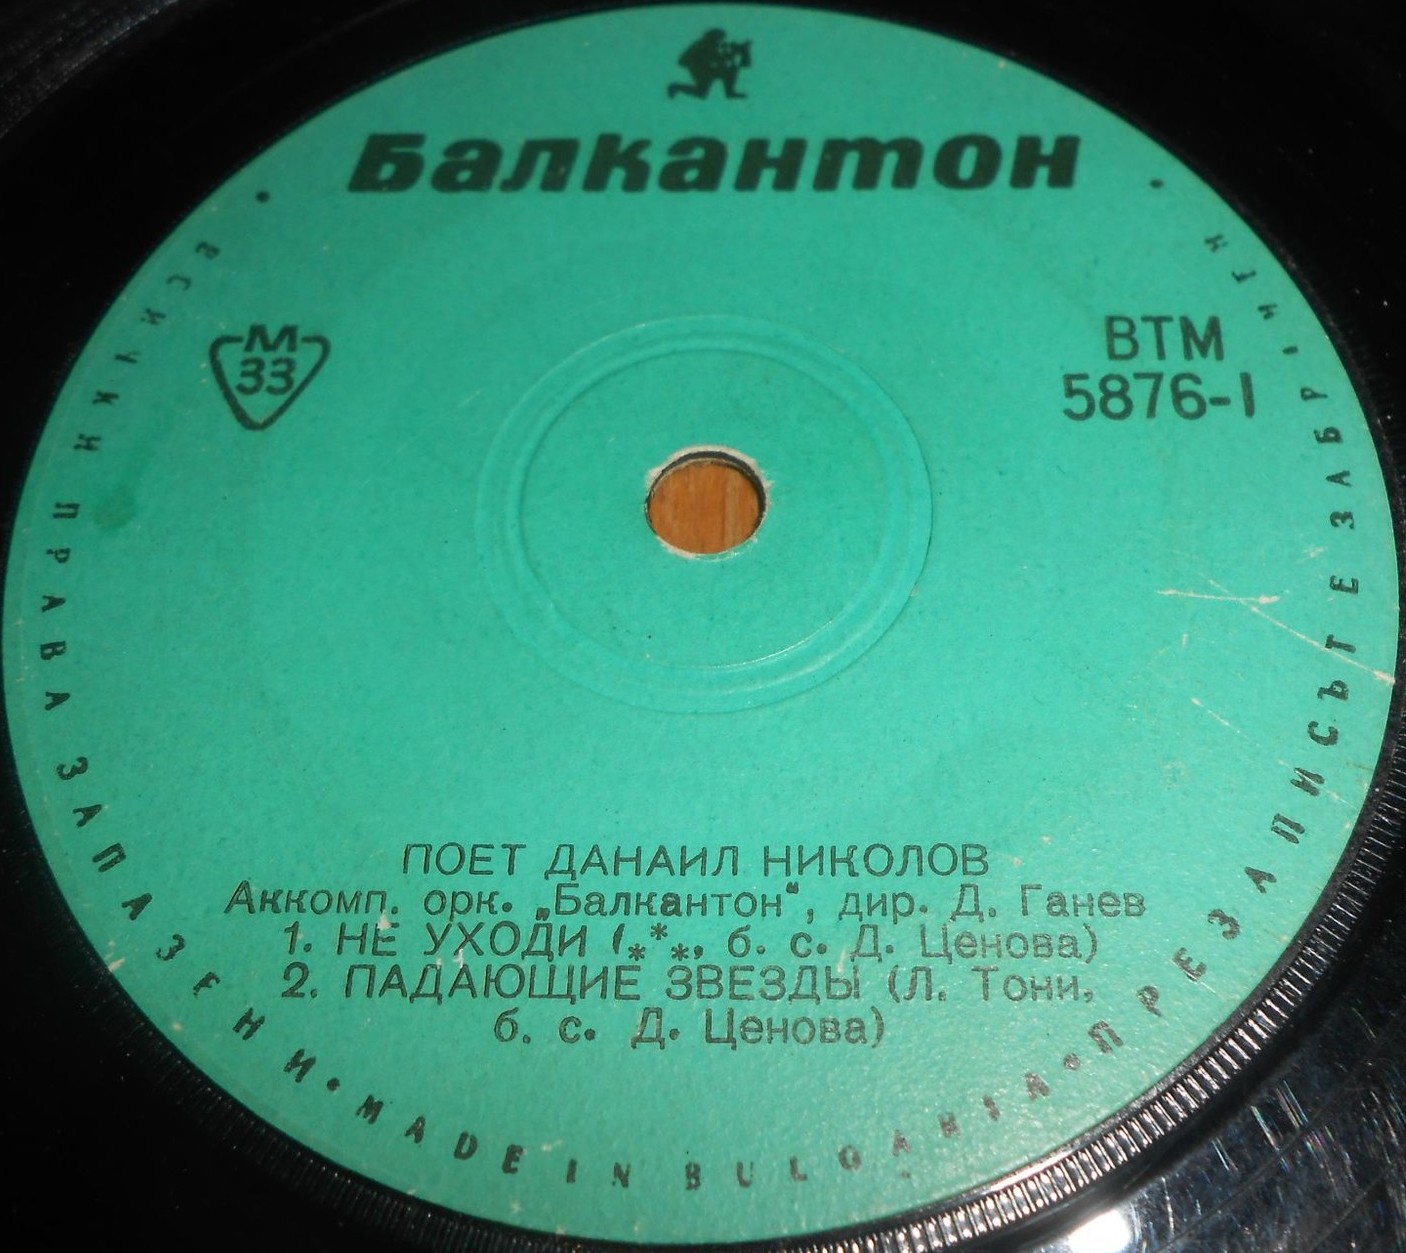 Балкантон
М
33
ВТМ
5876-1
ПОЕТ ДАНАИЛ НИКОЛОВ
Аккомп. орк. „Балкантон“, дир. Д. Ганев
1. НЕ УХОДИ (***, б. с. Д. Ценова)
2. ПАДАЮЩИЕ ЗВЕЗДЫ (Л. Тони,
б. с. Д. Ценова)
• ВСИЧКИ ПРАВА ЗАПАЗЕНИ • MADE IN BULGARIA • ПРЕЗАПИСЪТ Е ЗАБРАНЕН •